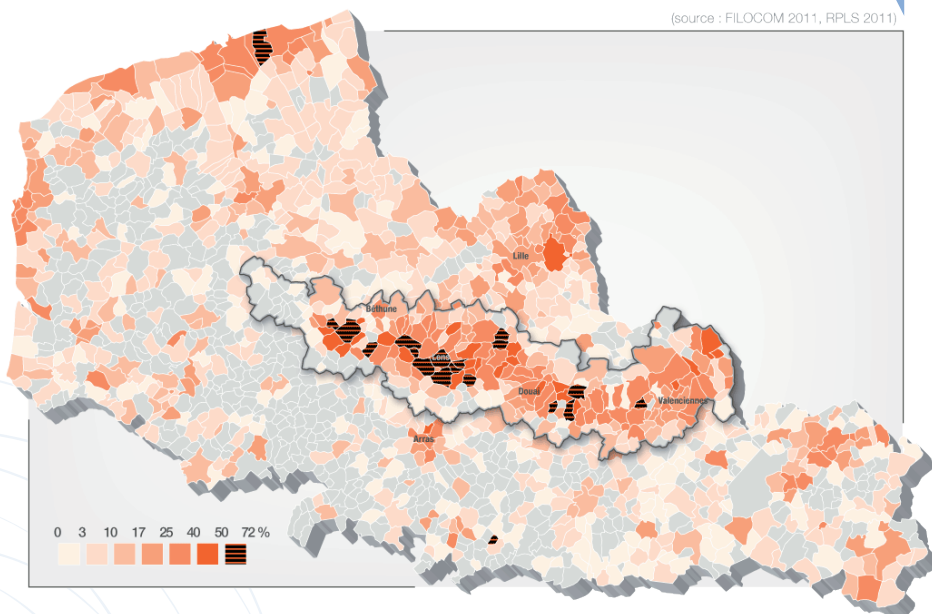 (source : FILOCOM 2011, RPLS 2011)
Lille
Béthune
Lens
Douai
Valenciennes
Arras
0 3 10 17 25 40 50 72 %